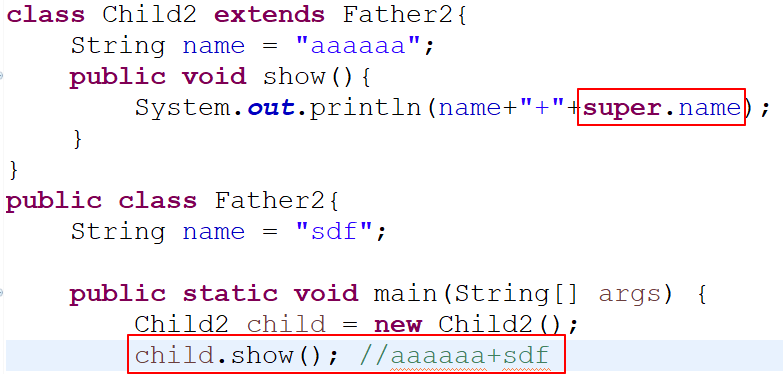 class Child2 extends Father2{
    String name = "aaaaaa";
    public void show(){
        System.out.println(name+"+"+super.name);
    }
}
public class Father2{
    String name = "sdf";

    public static void main(String[] args) {
        Child2 child = new Child2();
        child.show(); //aaaaaa+sdf